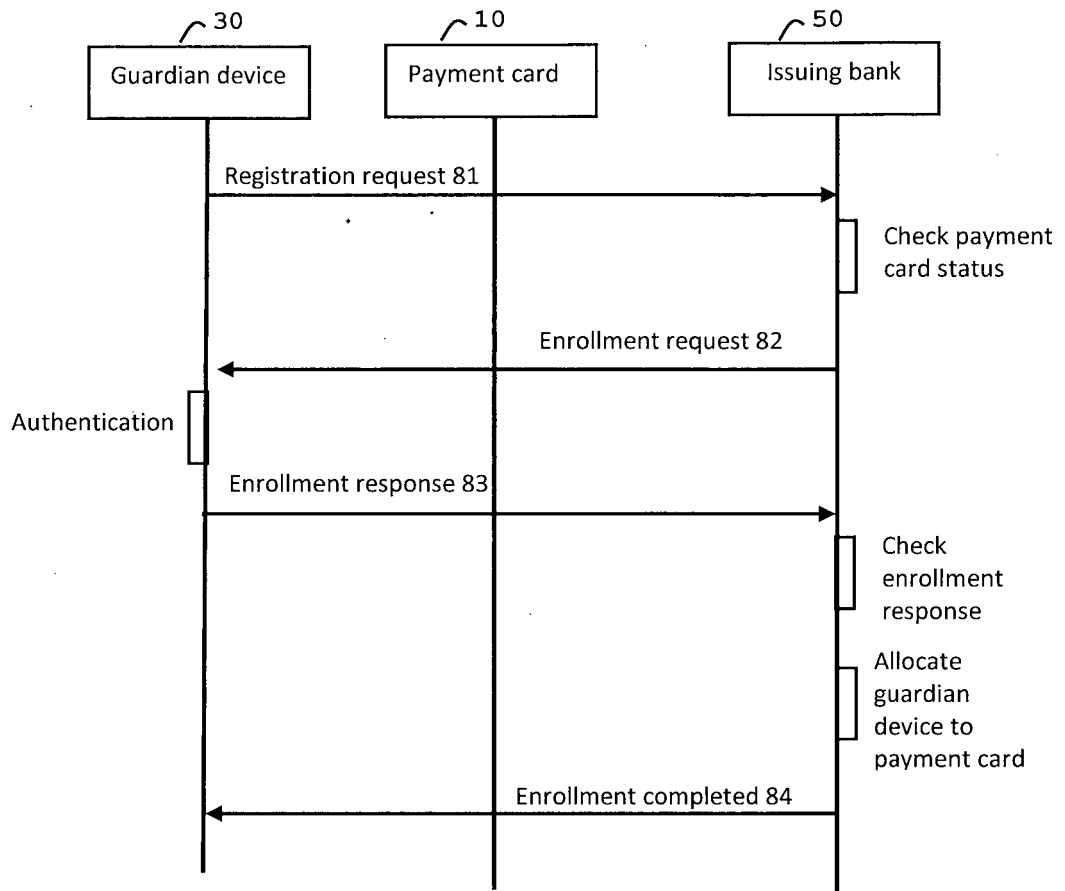 30
10
50
Guardian device
Payment card
Issuing bank
Registration request 81
Check payment
card status
Enrollment request 82
Authentication
Enrollment response 83
Check
enrollment
response
Allocate
guardian
device to
payment card
Enrollment completed 84